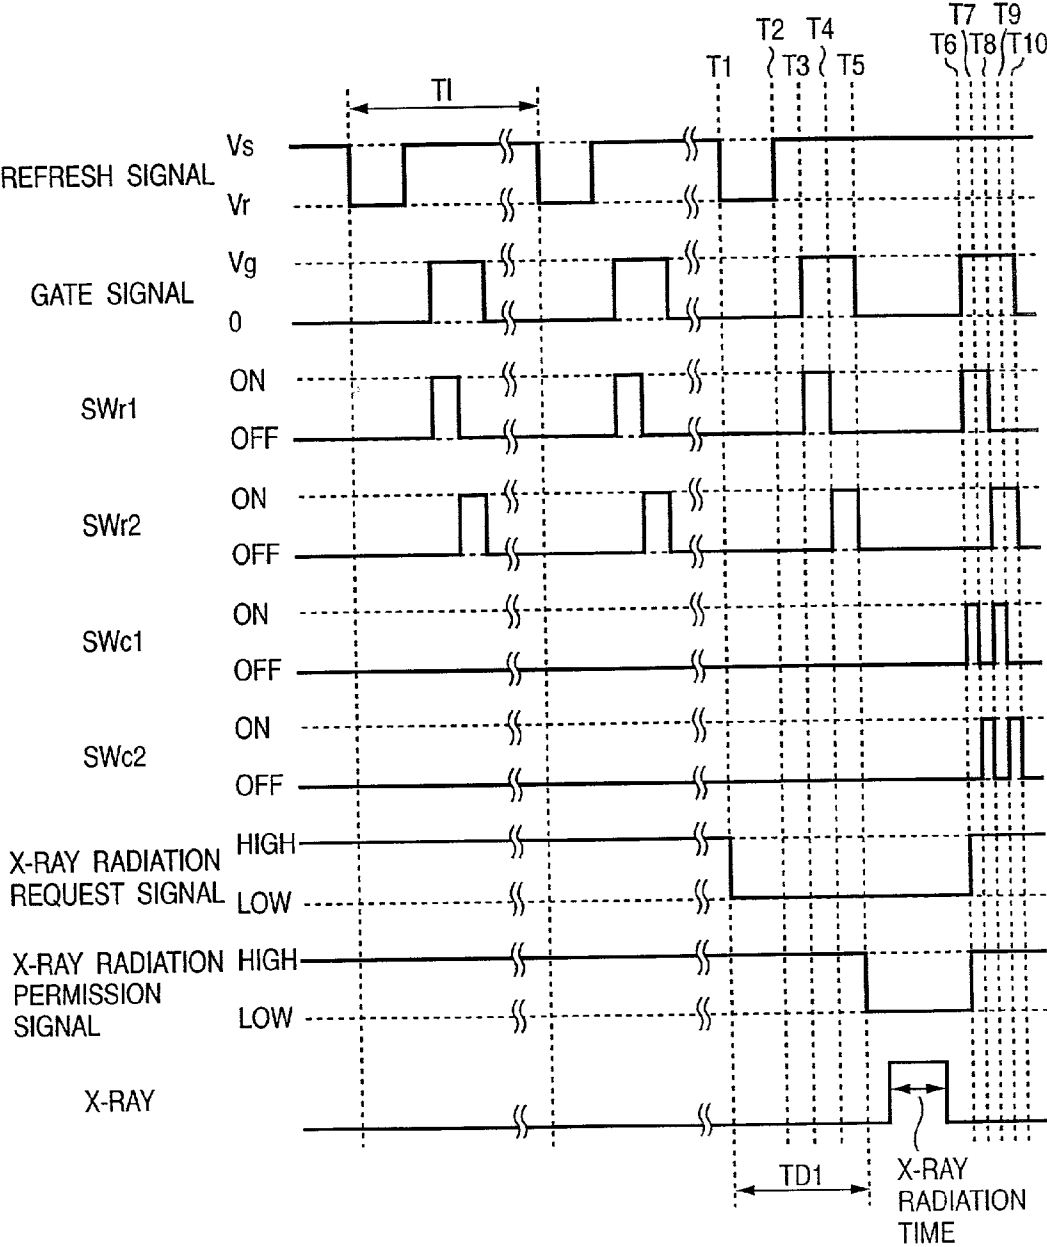 T7 T9
T2 T4
T6 T8 T10
T1 T3 T5
TI
REFRESH SIGNAL
Vs
Vr
GATE SIGNAL
Vg
0
SWr1
ON
OFF
SWr2
ON
OFF
SWc1
ON
OFF
SWc2
ON
OFF
X-RAY RADIATION
REQUEST SIGNAL
HIGH
LOW
X-RAY RADIATION
PERMISSION
SIGNAL
HIGH
LOW
X-RAY
TD1
X-RAY
RADIATION
TIME